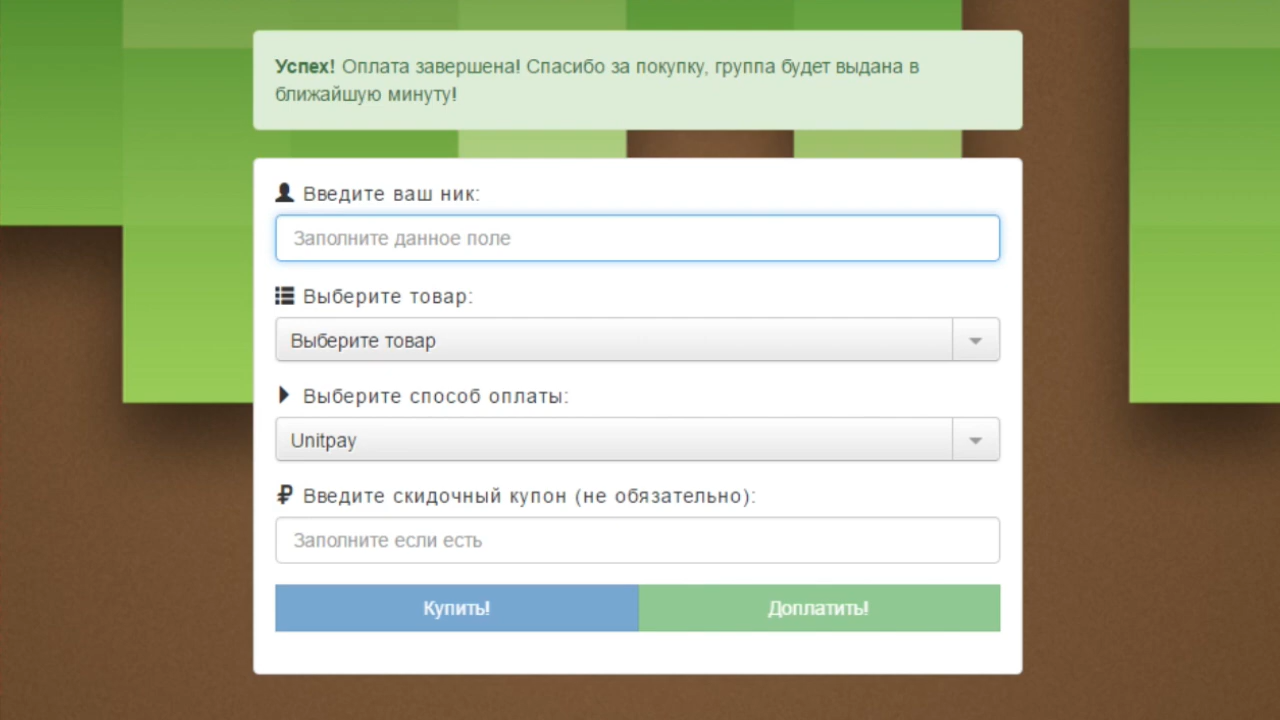 Успех! Оплата завершена! Спасибо за покупку, группа будет выдана в
ближайшую минуту!
Введите ваш ник:
Заполните данное поле
Выберите товар:
Выберите товар
Выберите способ оплаты:
Unitpay
Введите скидочный купон (не обязательно):
Заполните если есть
Купить!
Доплатить!